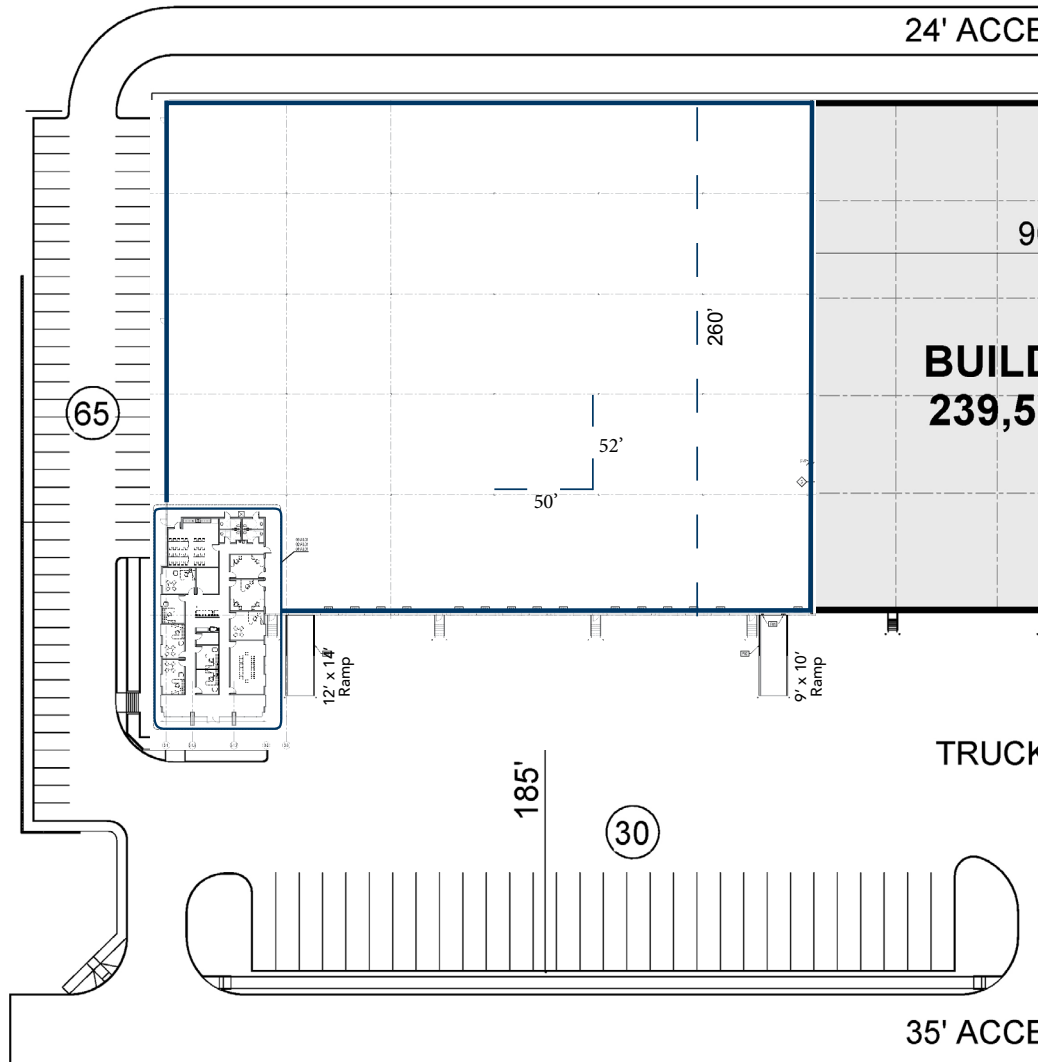 24' ACCE
90
260'
BUILD
239,5
65
52'
50'
12' x 14'
Ramp
9' x 10'
Ramp
TRUCK
185'
30
35' ACCE